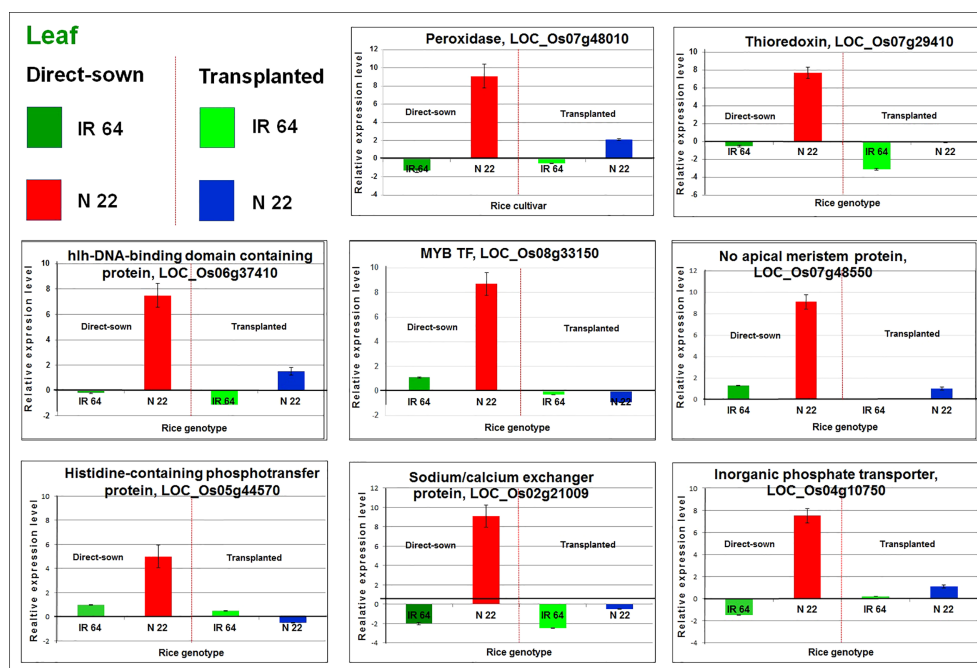 Leaf
Direct-sown
Transplanted
IR 64
IR 64
N 22
N 22
Peroxidase, LOC_Os07g48010
Relative expression level
12
10
8
6
4
2
0
-2
-4
Direct-sown
Transplanted
IR 64
N 22
IR 64
N 22
Rice cultivar
Thioredoxin, LOC_Os07g29410
Relative expression level
10
8
6
4
2
0
-2
-4
-6
Direct-sown
Transplanted
IR 64
N 22
IR 64
N 22
Rice genotype
hlh-DNA-binding domain containing
protein, LOC_Os06g37410
Relative expression level
8
6
4
2
0
-2
Direct-sown
Transplanted
IR 64
N 22
IR 64
N 22
Rice genotype
MYB TF, LOC_Os08g33150
Relative expression level
10
8
6
4
2
0
-2
Direct-sown
Transplanted
IR 64
N 22
IR 64
N 22
Rice genotype
No apical meristem protein,
LOC_Os07g48550
Relative expression level
12
10
8
6
4
2
0
-2
Direct-sown
Transplanted
IR 64
N 22
IR 64
N 22
Rice genotype
Histidine-containing phosphotransfer
protein, LOC_Os05g44570
Realtive expression level
10
8
6
4
2
0
-2
Direct-sown
Transplanted
IR 64
N 22
IR 64
N 22
Rice genotype
Sodium/calcium exchanger
protein, LOC_Os02g21009
Relative expression level
12
10
8
6
4
2
0
-2
-4
Direct-sown
Transplanted
IR 64
N 22
IR 64
N 22
Rice genotype
Inorganic phosphate transporter,
LOC_Os04g10750
Relative expression level
10
8
6
4
2
0
-2
-4
Direct-sown
Transplanted
IR 64
N 22
IR 64
N 22
Rice genotype